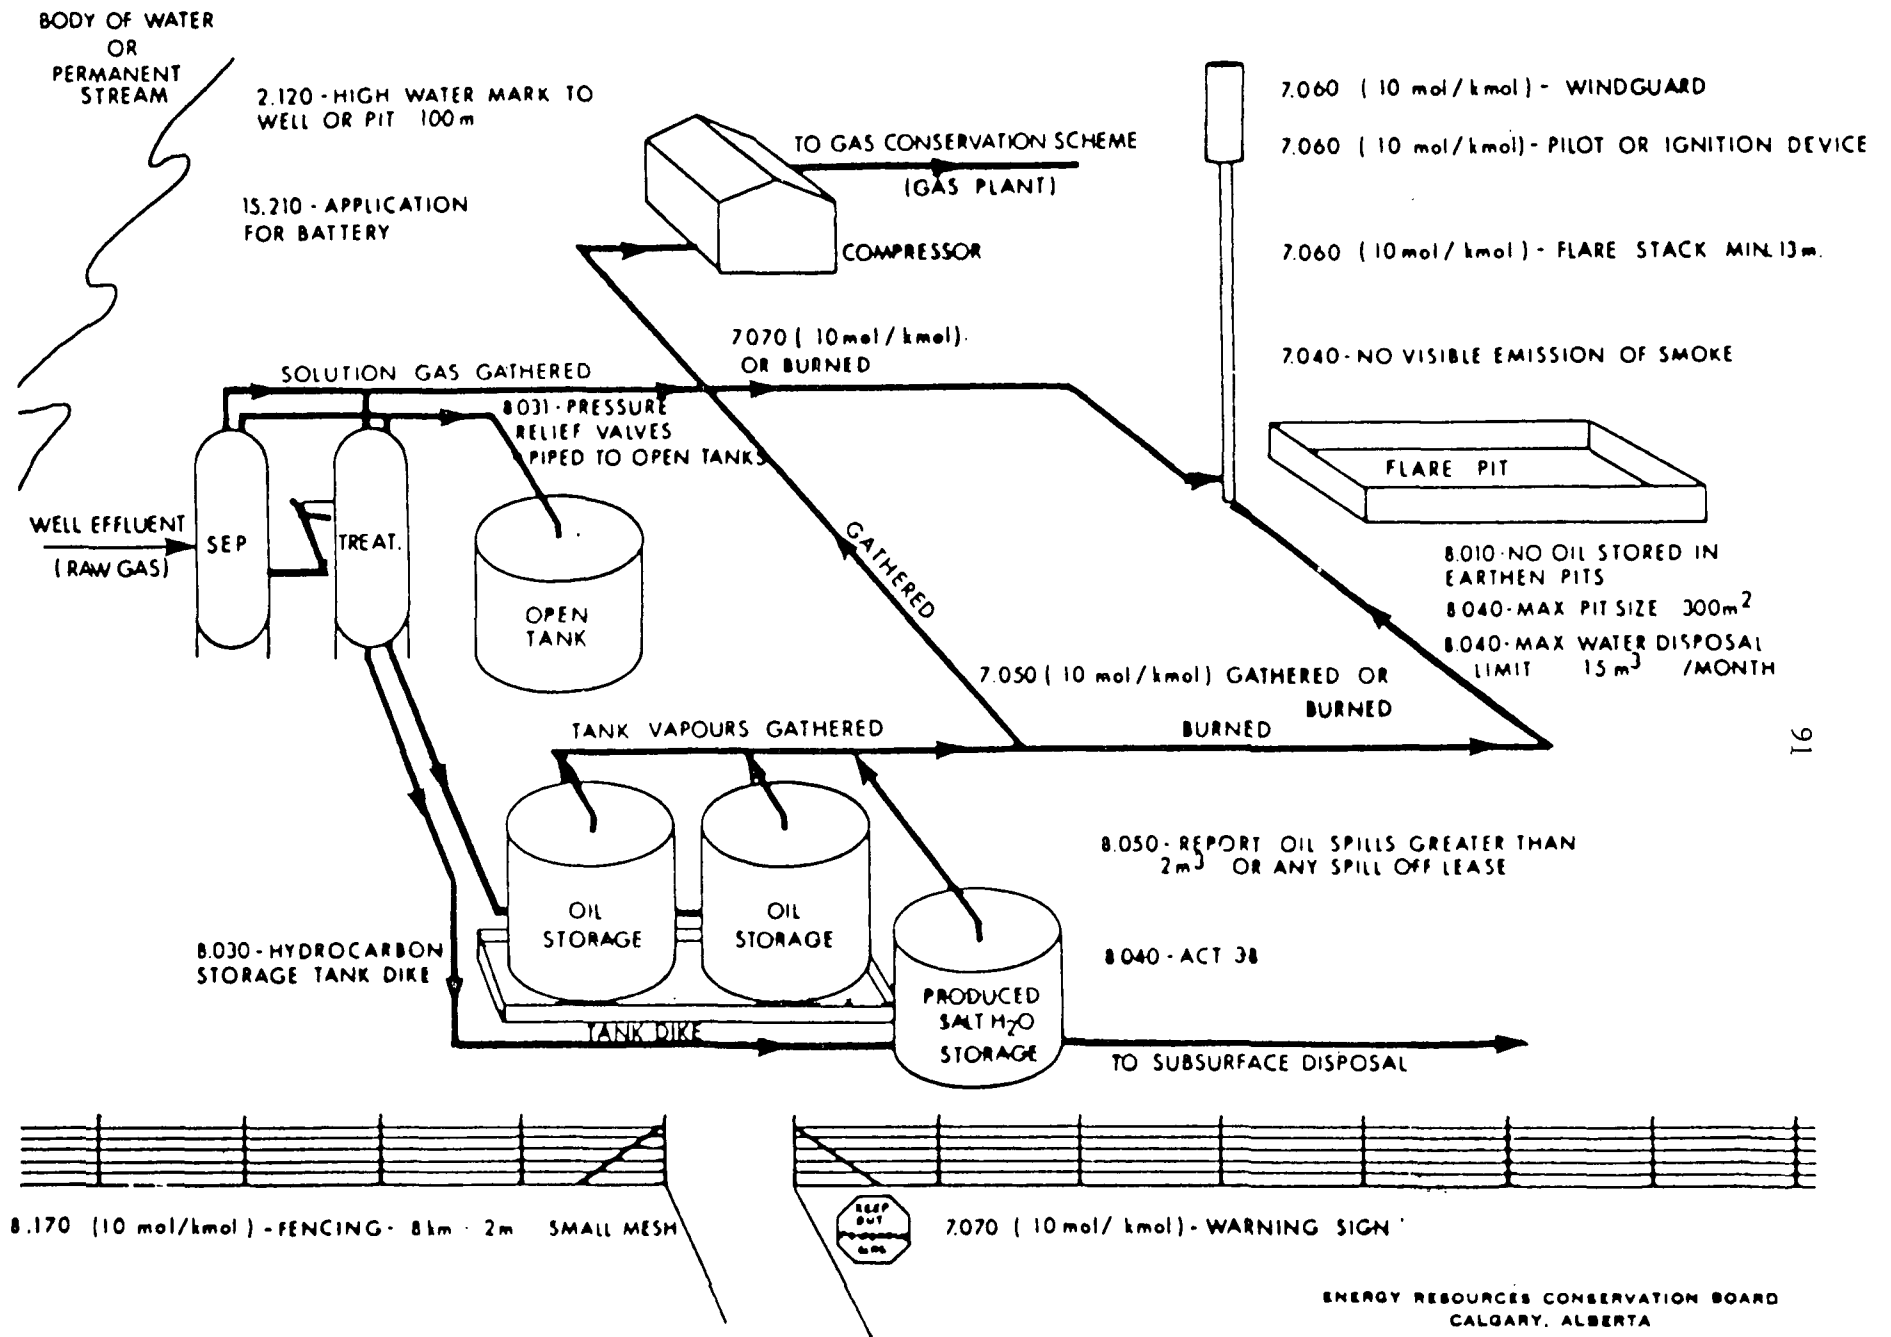 BODY OF WATER
OR
PERMANENT
STREAM
2.120 - HIGH WATER MARK TO
WELL OR PIT 100m
15.210 - APPLICATION
FOR BATTERY
TO GAS CONSERVATION SCHEME
(GAS PLANT)
COMPRESSOR
7.060 (10 mol/kmol) - WINDGUARD
7.060 (10 mol/kmol) - PILOT OR IGNITION DEVICE
7.060 (10 mol/kmol) - FLARE STACK MIN. 13m.
7.040 - NO VISIBLE EMISSION OF SMOKE
7070 (10 mol/kmol).
OR BURNED
SOLUTION GAS GATHERED
8031 - PRESSURE
RELIEF VALVES
PIPED TO OPEN TANKS
FLARE PIT
WELL EFFLUENT
(RAW GAS)
SEP
TREAT.
OPEN
TANK
GATHERED
8.010 - NO OIL STORED IN
EARTHEN PITS
8040 - MAX PIT SIZE 300m²
8.040 - MAX WATER DISPOSAL
LIMIT 15m³ /MONTH
7.050 (10 mol/kmol) GATHERED OR
BURNED
TANK VAPOURS GATHERED
BURNED
91
8.050 - REPORT OIL SPILLS GREATER THAN
2m³ OR ANY SPILL OFF LEASE
OIL
STORAGE
OIL
STORAGE
8.030 - HYDROCARBON
STORAGE TANK DIKE
8040 - ACT 38
PRODUCED
SALT H₂O
STORAGE
TANK DIKE
TO SUBSURFACE DISPOSAL
8.170 (10 mol/kmol) - FENCING - 8km - 2m SMALL MESH
KEEP
OUT
GAS
7.070 (10 mol/kmol) - WARNING SIGN
ENERGY RESOURCES CONSERVATION BOARD
CALGARY, ALBERTA